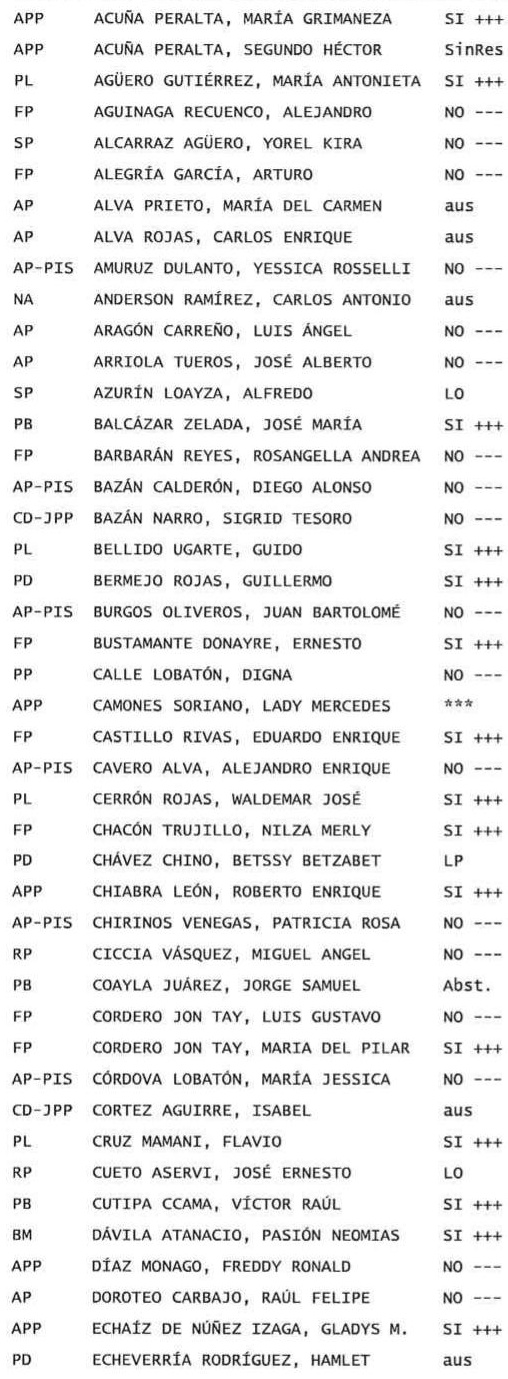 APP ACUÑA PERALTA, MARÍA GRIMANEZA SI +++
APP ACUÑA PERALTA, SEGUNDO HÉCTOR SinRes
PL AGÜERO GUTIÉRREZ, MARÍA ANTONIETA SI +++
FP AGUINAGA RECUENCO, ALEJANDRO NO ---
SP ALCARRAZ AGÜERO, YOREL KIRA NO ---
FP ALEGRÍA GARCÍA, ARTURO NO ---
AP ALVA PRIETO, MARÍA DEL CARMEN aus
AP ALVA ROJAS, CARLOS ENRIQUE aus
AP-PIS AMURUZ DULANTO, YESSICA ROSSELLI NO ---
NA ANDERSON RAMÍREZ, CARLOS ANTONIO aus
AP ARAGÓN CARREÑO, LUIS ÁNGEL NO ---
AP ARRIOLA TUEROS, JOSÉ ALBERTO NO ---
SP AZURÍN LOAYZA, ALFREDO LO
PB BALCÁZAR ZELADA, JOSÉ MARÍA SI +++
FP BARBARÁN REYES, ROSANGELLA ANDREA NO ---
AP-PIS BAZÁN CALDERÓN, DIEGO ALONSO NO ---
CD-JPP BAZÁN NARRO, SIGRID TESORO NO ---
PL BELLIDO UGARTE, GUIDO SI +++
PD BERMEJO ROJAS, GUILLERMO SI +++
AP-PIS BURGOS OLIVEROS, JUAN BARTOLOMÉ NO ---
FP BUSTAMANTE DONAYRE, ERNESTO SI +++
PP CALLE LOBATÓN, DIGNA NO ---
APP CAMONES SORIANO, LADY MERCEDES ***
FP CASTILLO RIVAS, EDUARDO ENRIQUE SI +++
AP-PIS CAVERO ALVA, ALEJANDRO ENRIQUE NO ---
PL CERRÓN ROJAS, WALDEMAR JOSÉ SI +++
FP CHACÓN TRUJILLO, NILZA MERLY SI +++
PD CHÁVEZ CHINO, BETSSY BETZABET LP
APP CHIABRA LEÓN, ROBERTO ENRIQUE SI +++
AP-PIS CHIRINOS VENEGAS, PATRICIA ROSA NO ---
RP CICCIA VÁSQUEZ, MIGUEL ANGEL NO ---
PB COAYLA JUÁREZ, JORGE SAMUEL Abst.
FP CORDERO JON TAY, LUIS GUSTAVO NO ---
FP CORDERO JON TAY, MARIA DEL PILAR SI +++
AP-PIS CÓRDOVA LOBATÓN, MARÍA JESSICA NO ---
CD-JPP CORTEZ AGUIRRE, ISABEL aus
PL CRUZ MAMANI, FLAVIO SI +++
RP CUETO ASERVI, JOSÉ ERNESTO LO
PB CUTIPA CCAMA, VÍCTOR RAÚL SI +++
BM DÁVILA ATANACIO, PASIÓN NEOMIAS SI +++
APP DÍAZ MONAGO, FREDDY RONALD NO ---
AP DOROTEO CARBAJO, RAÚL FELIPE NO ---
APP ECHAÍZ DE NÚÑEZ IZAGA, GLADYS M. SI +++
PD ECHEVERRÍA RODRÍGUEZ, HAMLET aus